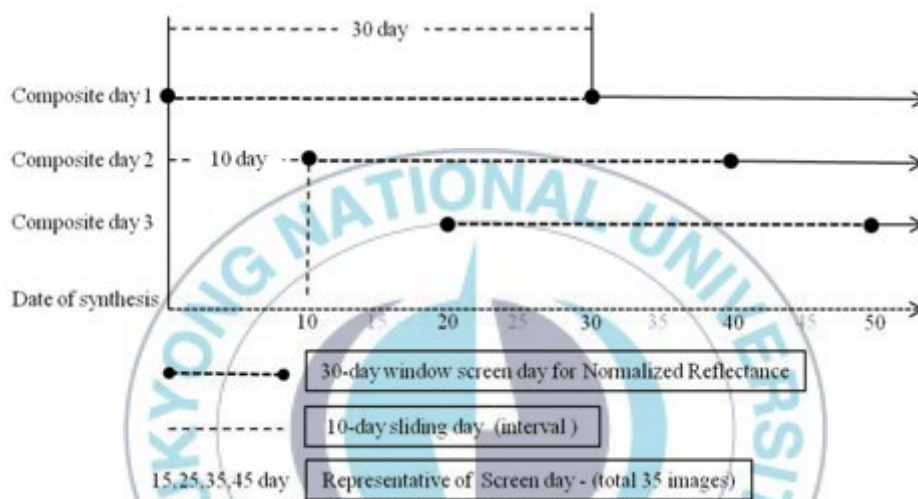 30 day
Composite day 1
Composite day 2
10 day
Composite day 3
Date of synthesis
10 15 20 25 30 35 40 45 50
30-day window screen day for Normalized Reflectance
10-day sliding day (interval )
15,25,35,45 day
Representative of Screen day - (total 35 images)
UKYONG NATIONAL UNIVERSIT